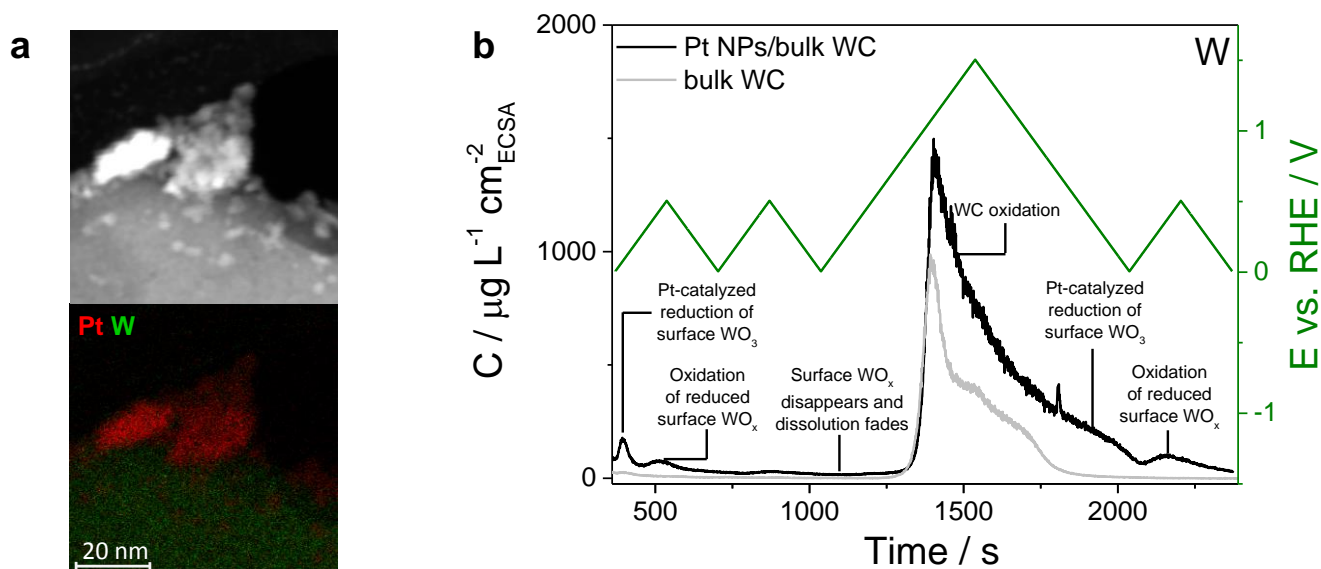 a
Pt W
20 nm
b
2000
1000
0
C / μg L⁻¹ cm⁻²ECSA
Pt NPs/bulk WC
bulk WC
W
WC oxidation
Pt-catalyzed
reduction of
surface WO₃
Oxidation
of reduced
surface WOₓ
Surface WOₓ
disappears and
dissolution fades
Pt-catalyzed
reduction of
surface WO₃
Oxidation
of reduced
surface WOₓ
1
0
-1
E vs. RHE / V
500
1000
1500
2000
Time / s